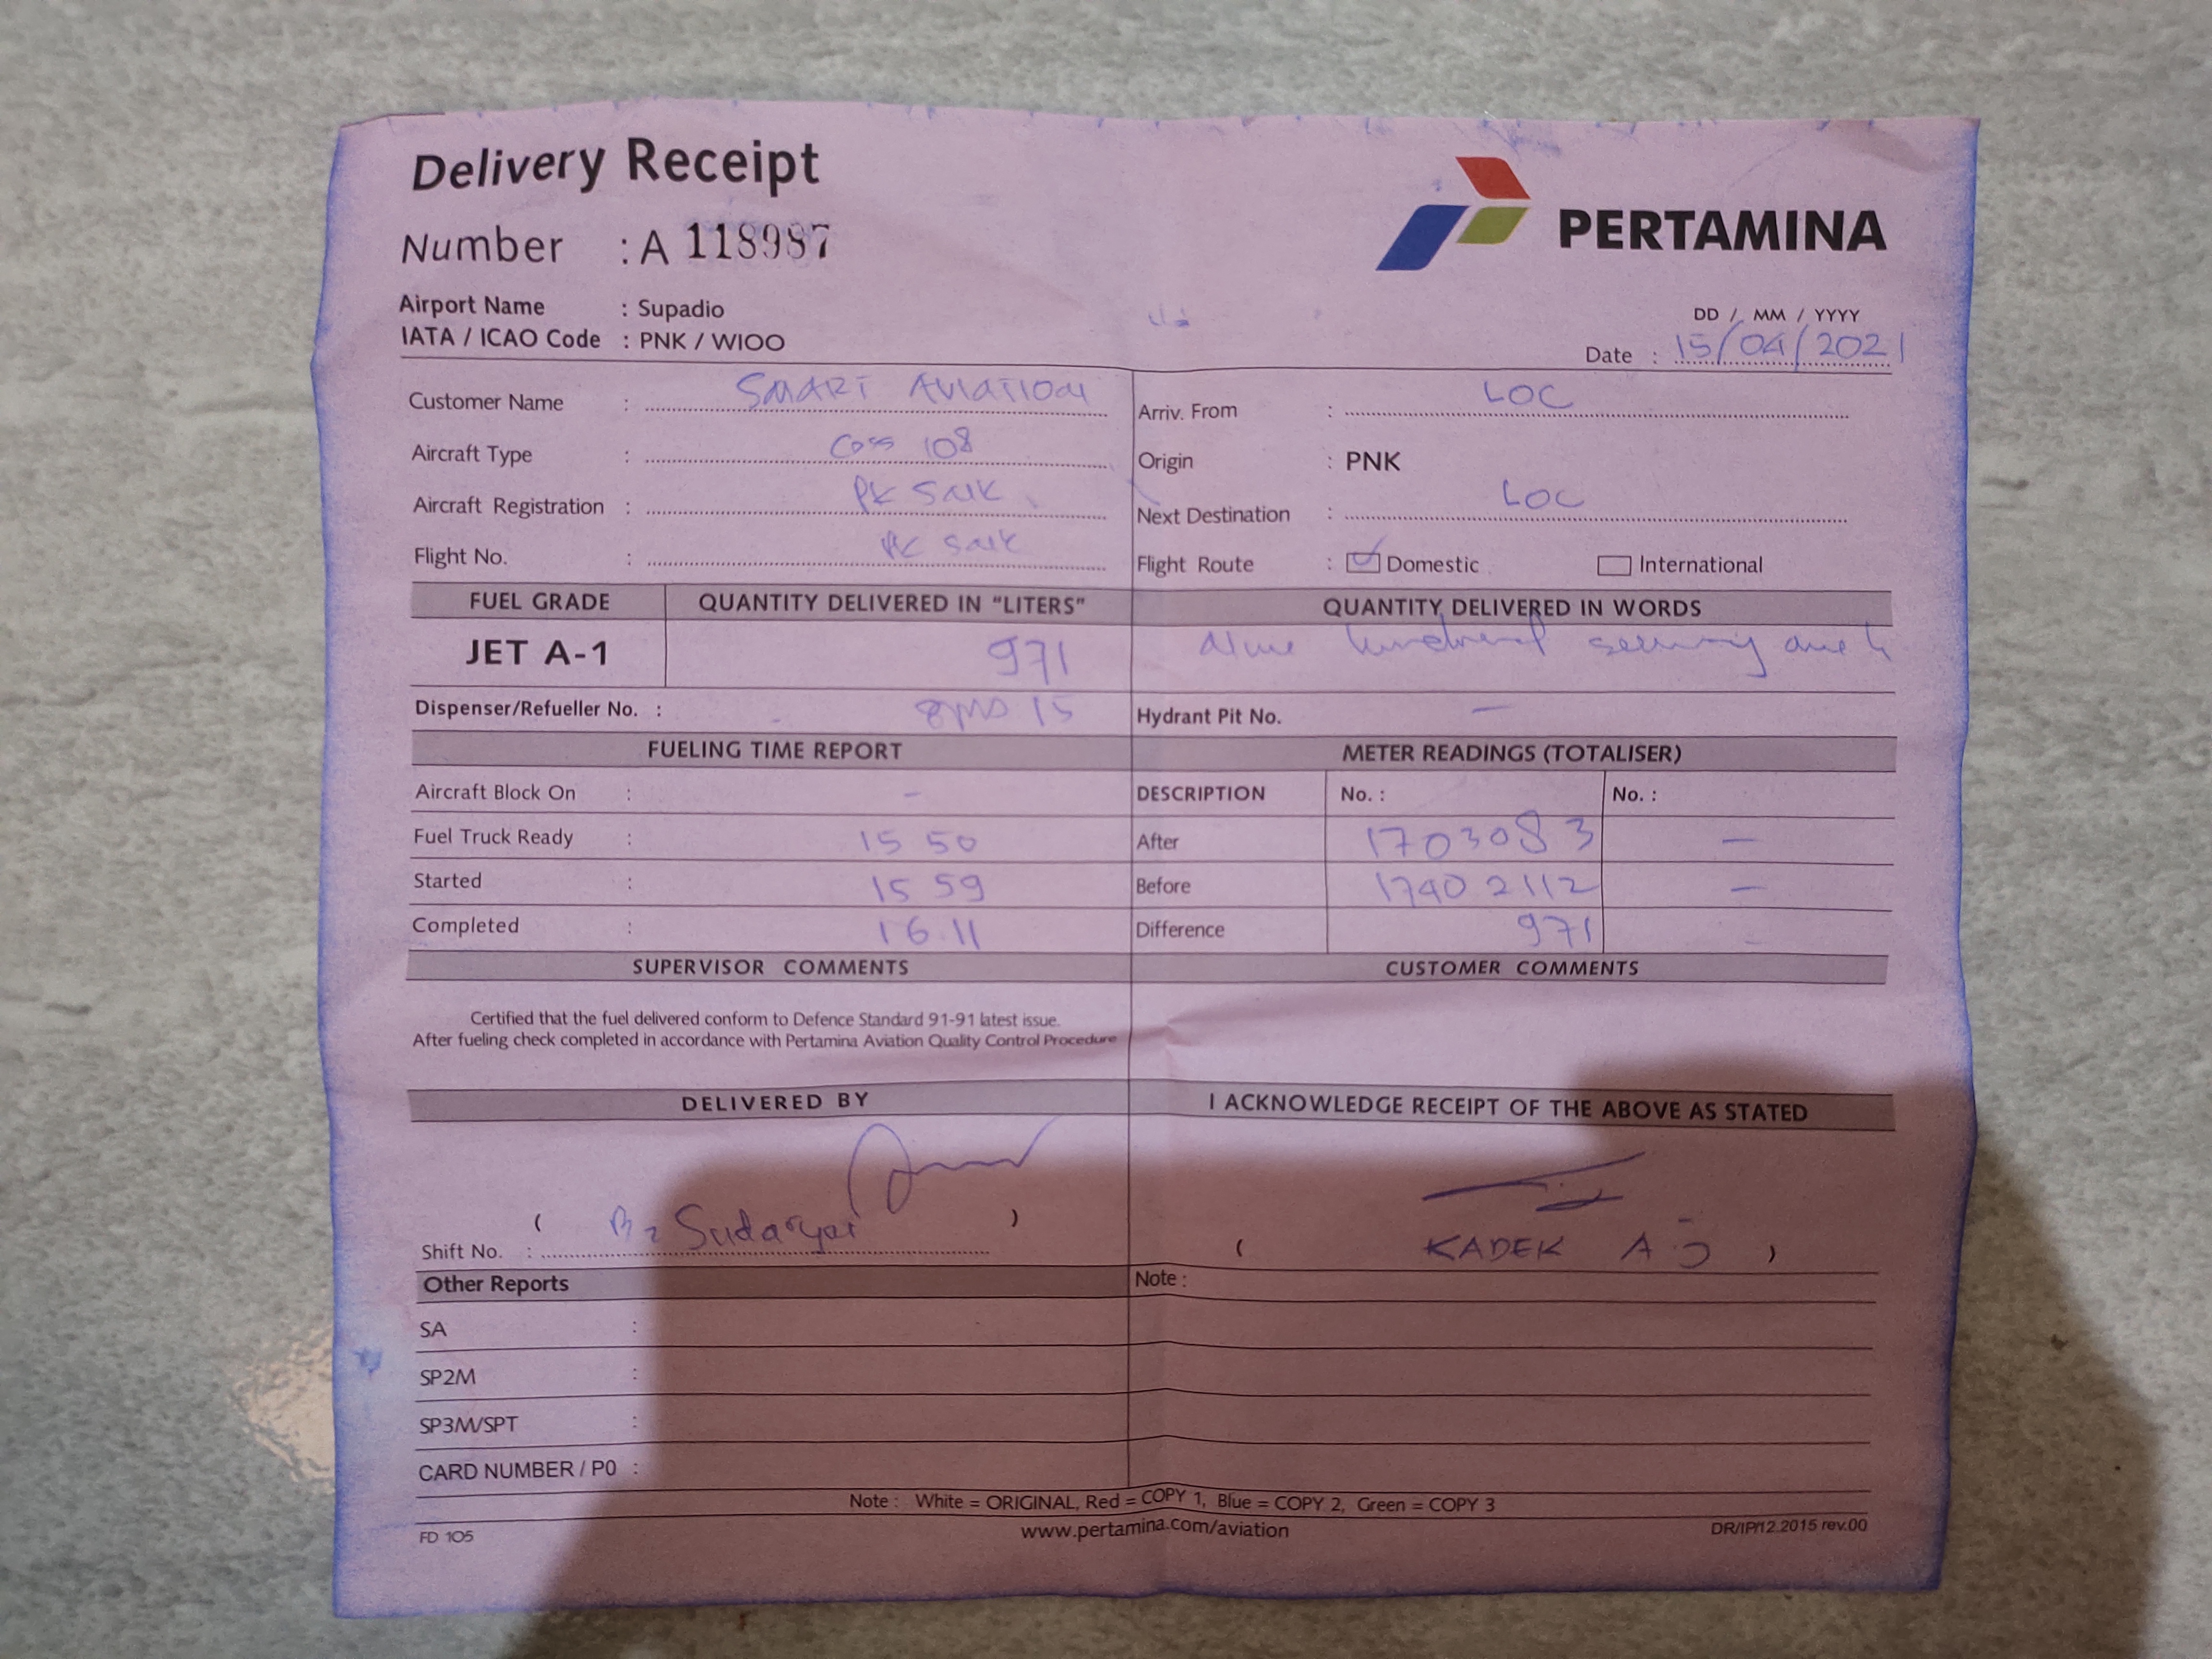 Delivery Receipt
Number : A 118987
PERTAMINA
Airport Name : Supadio
IATA / ICAO Code : PNK / WIOO
DD / MM / YYYY
Date : 15/04/2021
Customer Name : SMART AVIATION
Arriv. From : LOC
Aircraft Type : 108
Origin : PNK
Aircraft Registration : PK
Next Destination : LOC
Flight No. : PK
Flight Route : Domestic International
FUEL GRADE QUANTITY DELIVERED IN "LITERS" QUANTITY DELIVERED IN WORDS
JET A-1 971 hundred
Dispenser/Refueller No. : 15 Hydrant Pit No. –
FUELING TIME REPORT METER READINGS (TOTALISER)
Aircraft Block On : – DESCRIPTION No. : No. :
Fuel Truck Ready : 15 50 After 1703083 –
Started : 15 59 Before –
Completed : 16.11 Difference 971 –
SUPERVISOR COMMENTS CUSTOMER COMMENTS
Certified that the fuel delivered conform to Defence Standard 91-91 latest issue.
After fueling check completed in accordance with Pertamina Aviation Quality Control Procedure
DELIVERED BY I ACKNOWLEDGE RECEIPT OF THE ABOVE AS STATED
( )
Shift No. :
( KADEK A J )
Other Reports Note :
SA :
SP2M :
SP3M/SPT :
CARD NUMBER / PO :
Note : White = ORIGINAL, Red = COPY 1, Blue = COPY 2, Green = COPY 3
FD 105 www.pertamina.com/aviation DR/IP/12.2015 rev.00